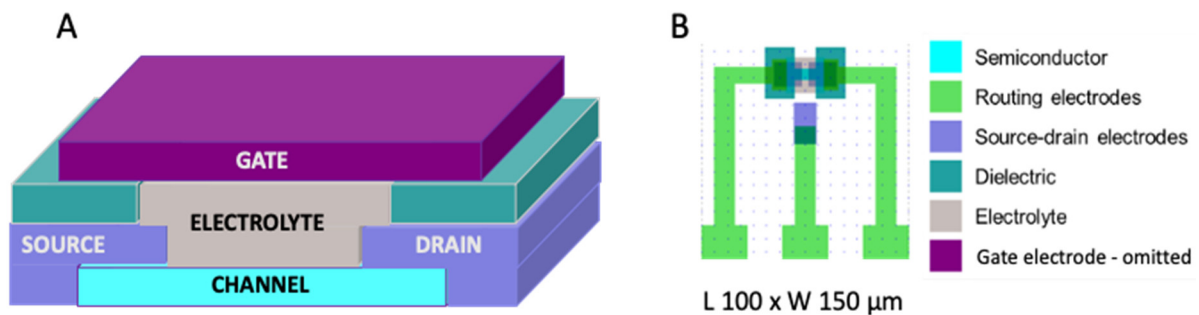 A
GATE
ELECTROLYTE
SOURCE
DRAIN
CHANNEL
B
L 100 x W 150 μm
Semiconductor
Routing electrodes
Source-drain electrodes
Dielectric
Electrolyte
Gate electrode - omitted